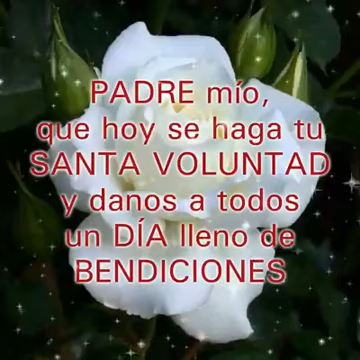 PADRE mío,
que hoy se haga tu
SANTA VOLUNTAD
y danos a todos
un DÍA lleno de
BENDICIONES